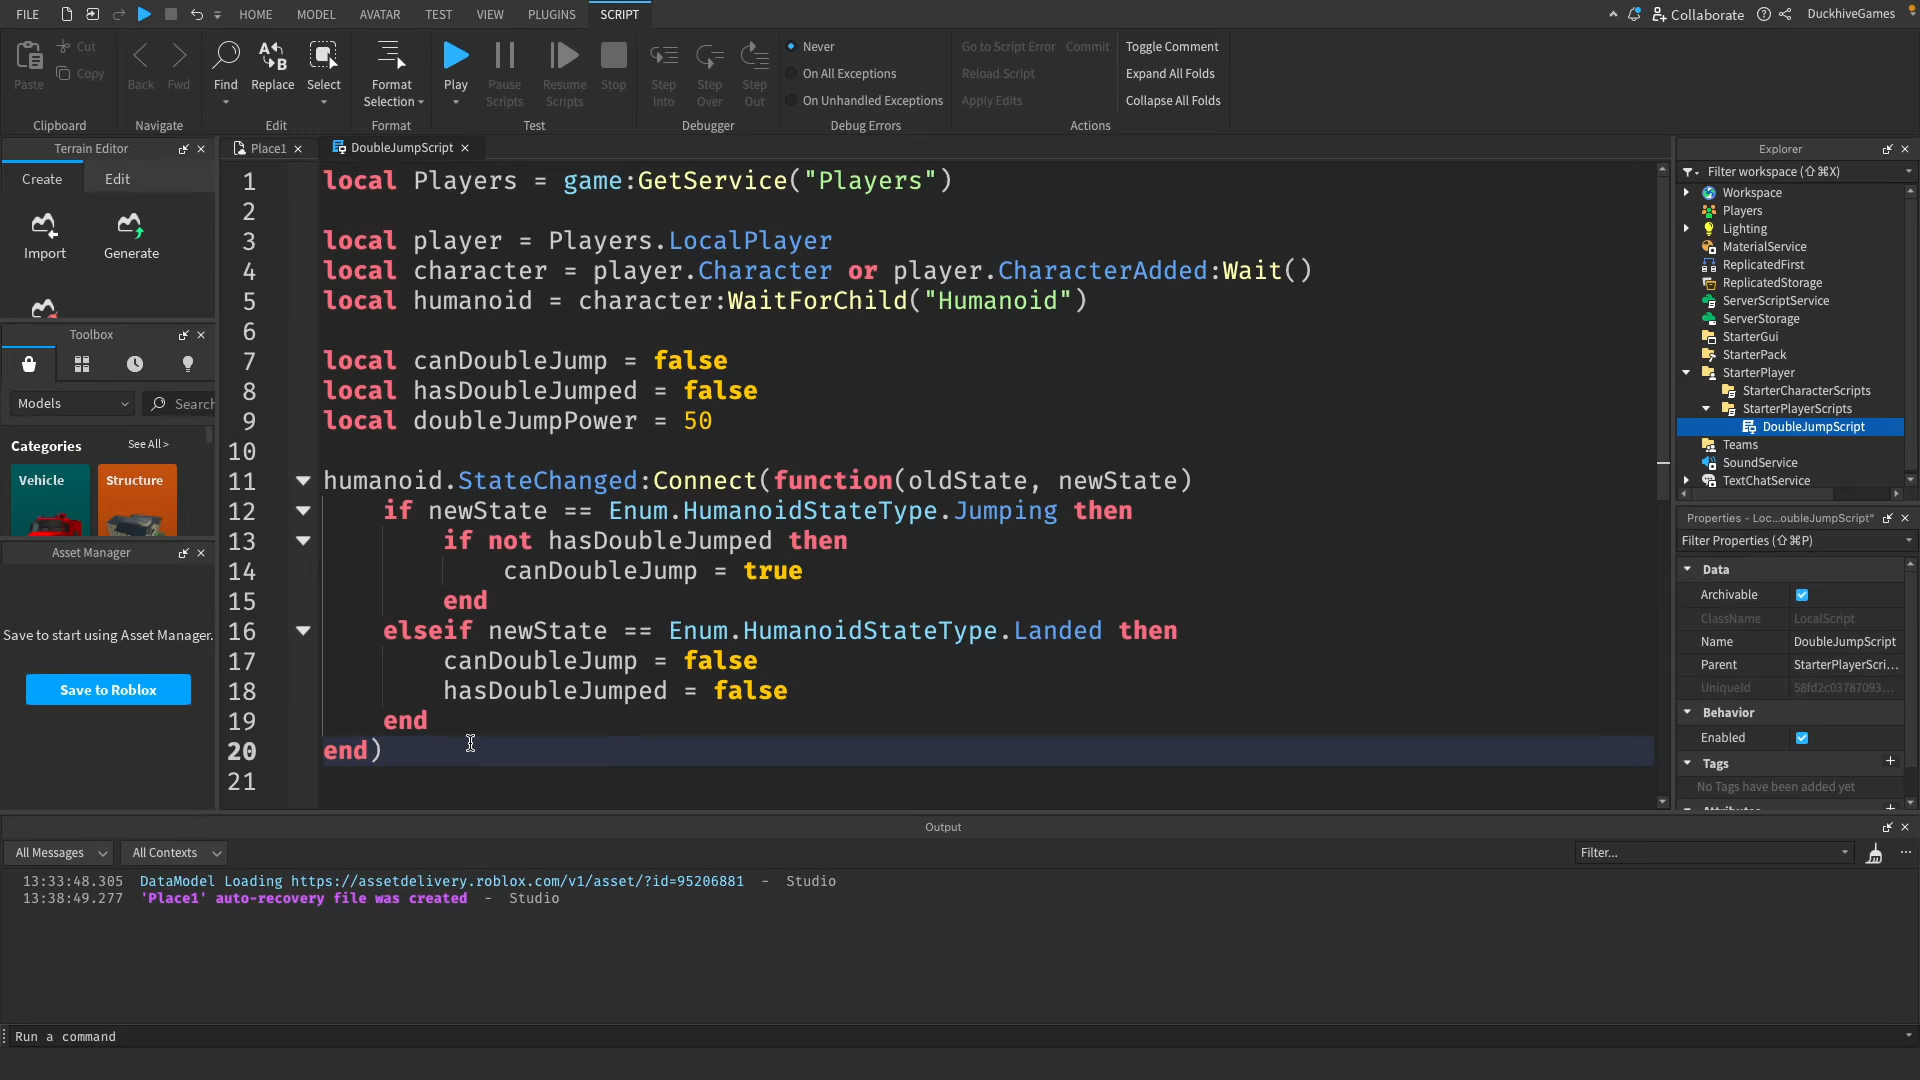 FILE HOME MODEL AVATAR TEST VIEW PLUGINS SCRIPT Collaborate DuckhiveGames
Paste Cut Copy
Clipboard
Back Fwd
Navigate
Find Replace Select
Edit
Format Selection
Format
Play Pause Scripts Resume Scripts Stop
Test
Step Into Step Over Step Out
Debugger
Never
On All Exceptions
On Unhandled Exceptions
Debug Errors
Go to Script Error Commit
Reload Script
Apply Edits
Toggle Comment
Expand All Folds
Collapse All Folds
Actions
Terrain Editor
Create Edit
Import Generate
Toolbox
Models Search
Categories See All >
Vehicle Structure
Asset Manager
Save to start using Asset Manager.
Save to Roblox
Place1 DoubleJumpScript
1 local Players = game:GetService("Players")
2
3 local player = Players.LocalPlayer
4 local character = player.Character or player.CharacterAdded:Wait()
5 local humanoid = character:WaitForChild("Humanoid")
6
7 local canDoubleJump = false
8 local hasDoubleJumped = false
9 local doubleJumpPower = 50
10
11 humanoid.StateChanged:Connect(function(oldState, newState)
12 if newState == Enum.HumanoidStateType.Jumping then
13 if not hasDoubleJumped then
14 canDoubleJump = true
15 end
16 elseif newState == Enum.HumanoidStateType.Landed then
17 canDoubleJump = false
18 hasDoubleJumped = false
19 end
20 end)
21
Explorer
Filter workspace (⇧⌘X)
Workspace
Players
Lighting
MaterialService
ReplicatedFirst
ReplicatedStorage
ServerScriptService
ServerStorage
StarterGui
StarterPack
StarterPlayer
StarterCharacterScripts
StarterPlayerScripts
DoubleJumpScript
Teams
SoundService
TextChatService
Properties - Loc...oubleJumpScript"
Filter Properties (⇧⌘P)
Data
Archivable
ClassName LocalScript
Name DoubleJumpScript
Parent StarterPlayerScri...
UniqueId 58fd2c03787093...
Behavior
Enabled
Tags
No Tags have been added yet
Output
All Messages All Contexts Filter...
13:33:48.305 DataModel Loading https://assetdelivery.roblox.com/v1/asset/?id=95206881 - Studio
13:38:49.277 'Place1' auto-recovery file was created - Studio
Run a command